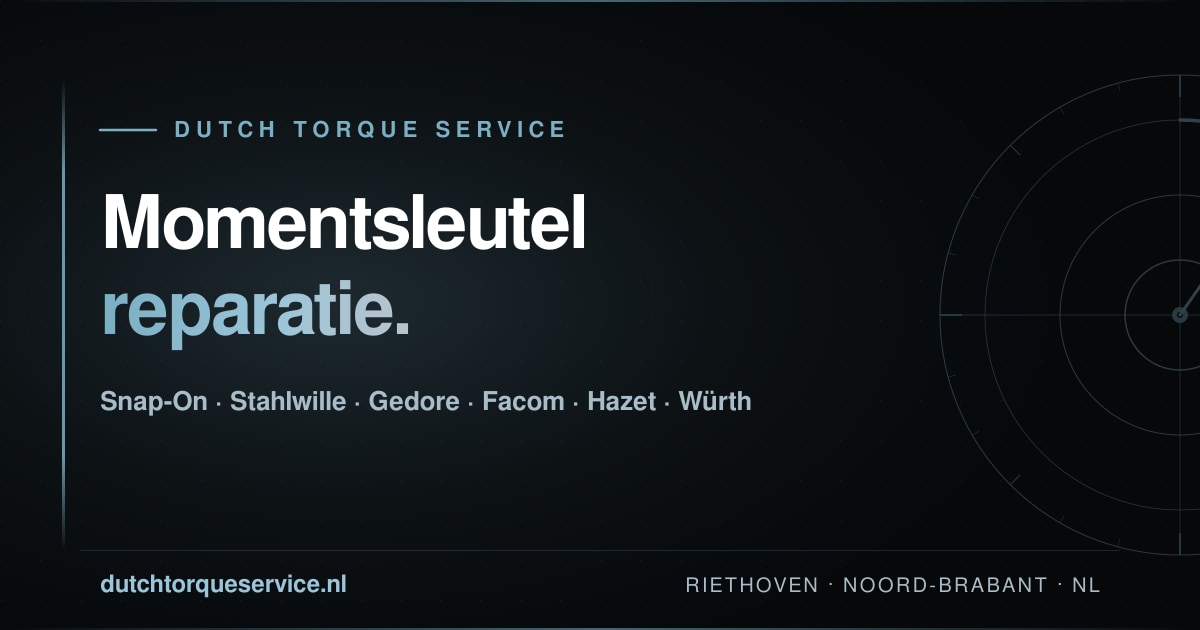 DUTCH TORQUE SERVICE
Momentsleutel
reparatie.
Snap-On · Stahlwille · Gedore · Facom · Hazet · Würth
dutchtorqueservice.nl
RIETHOVEN · NOORD-BRABANT · NL